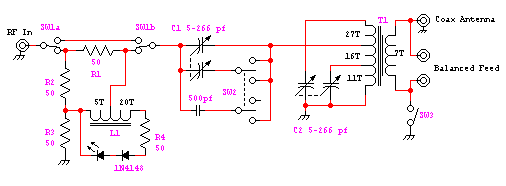 SW1a
SW1b
C1 5-266 pf
T1
RF In
Coax Antenna
27T
50
R1
16T
7T
R2
50
SW2
11T
Balanced Feed
5T
20T
500pf
R3
50
L1
R4
50
C2 5-266 pf
SW3
1N4148